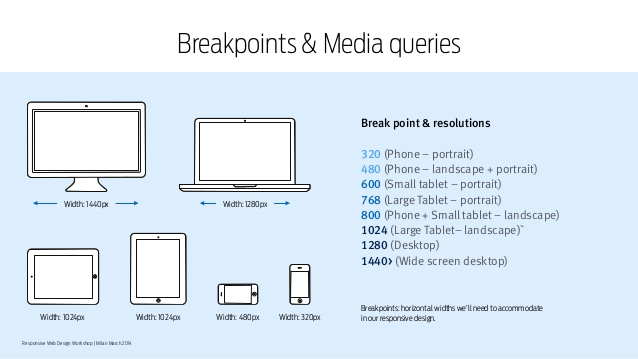 Breakpoints & Media queries
Break point & resolutions
320 (Phone – portrait)
480 (Phone – landscape + portrait)
600 (Small tablet – portrait)
768 (Large Tablet – portrait)
800 (Phone + Small tablet – landscape)
1024 (Large Tablet– landscape)`
1280 (Desktop)
1440> (Wide screen desktop)
Width: 1440px
Width: 1280px
Width: 1024px
Width: 1024px
Width: 480px
Width: 320px
Breakpoints: horizontal widths we'll need to accommodate
in our responsive design.
Responsive Web Design Workshop | Milan March 2014